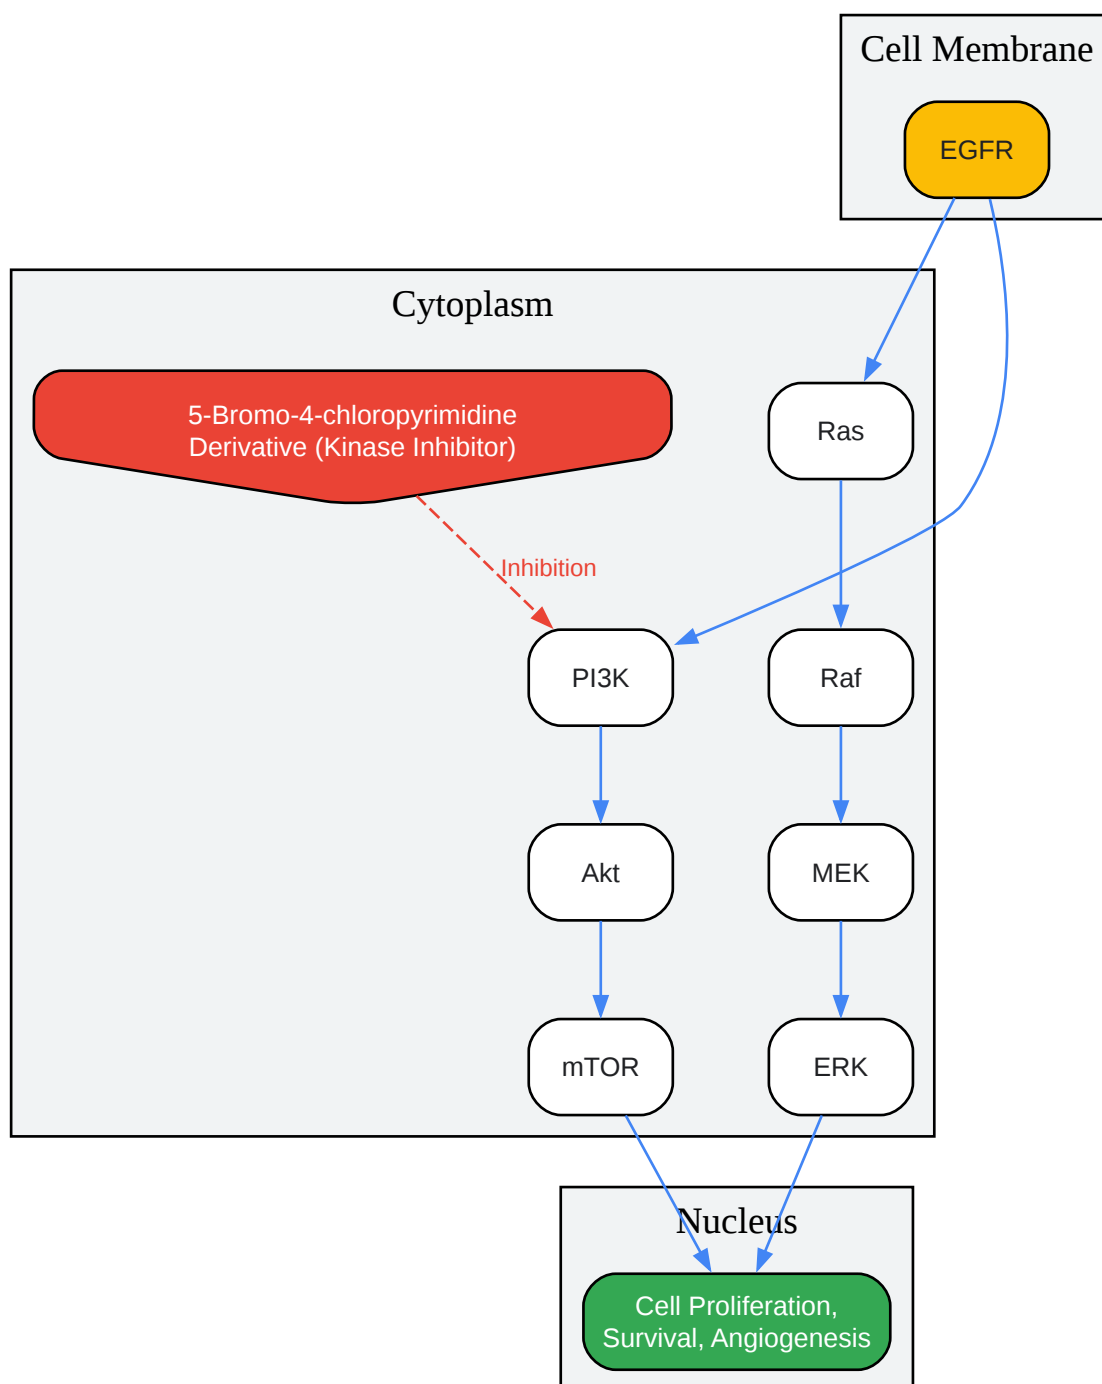 Cell Membrane
EGFR
Cytoplasm
5-Bromo-4-chloropyrimidine
Derivative (Kinase Inhibitor)
Ras
Inhibition
PI3K
Raf
Akt
MEK
mTOR
ERK
Nucleus
Cell Proliferation,
Survival, Angiogenesis